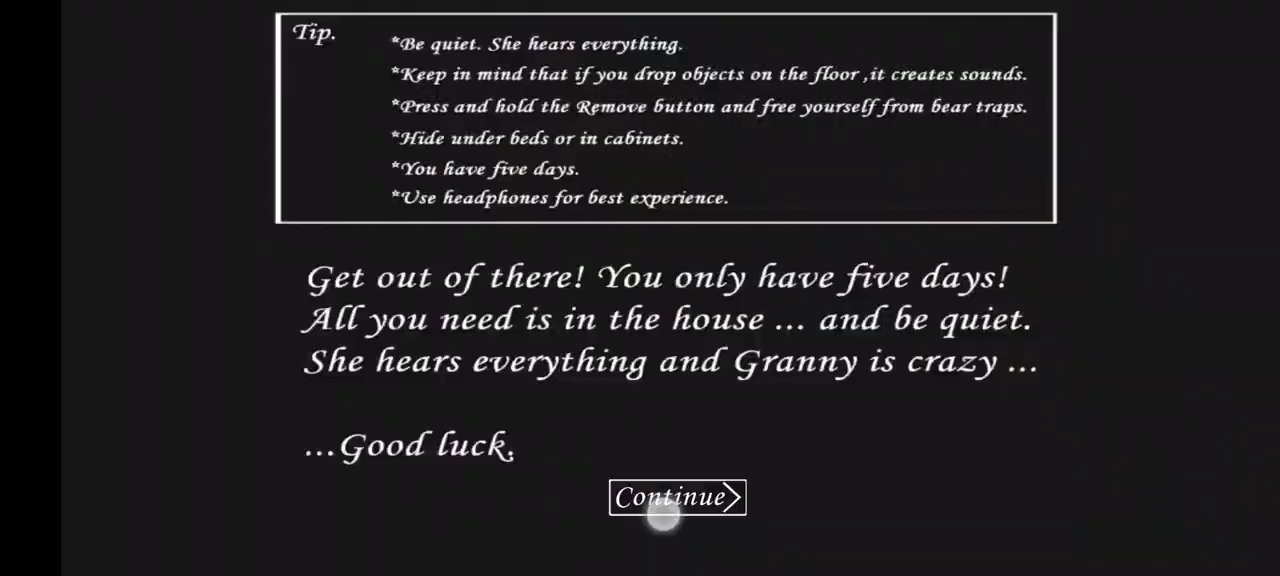 Tip.
*Be quiet. She hears everything.
*Keep in mind that if you drop objects on the floor ,it creates sounds.
*Press and hold the Remove button and free yourself from bear traps.
*Hide under beds or in cabinets.
*You have five days.
*Use headphones for best experience.
Get out of there! You only have five days!
All you need is in the house ... and be quiet.
She hears everything and Granny is crazy ...
...Good luck.
Continue